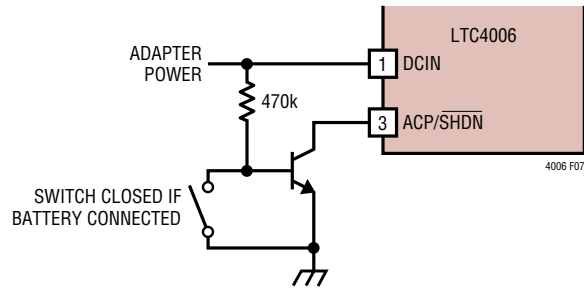 LTC4006
ADAPTER
POWER
1
DCIN
470k
3
ACP/SHDN
4006 F07
SWITCH CLOSED IF
BATTERY CONNECTED